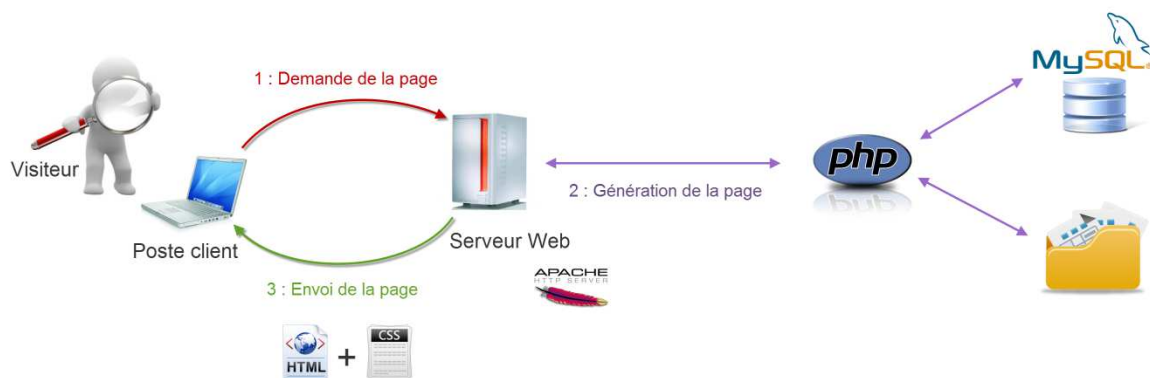 MySQL
1 : Demande de la page
Visiteur
php
2 : Génération de la page
Poste client
Serveur Web
APACHE
HTTP SERVER
3 : Envoi de la page
HTML
+
CSS